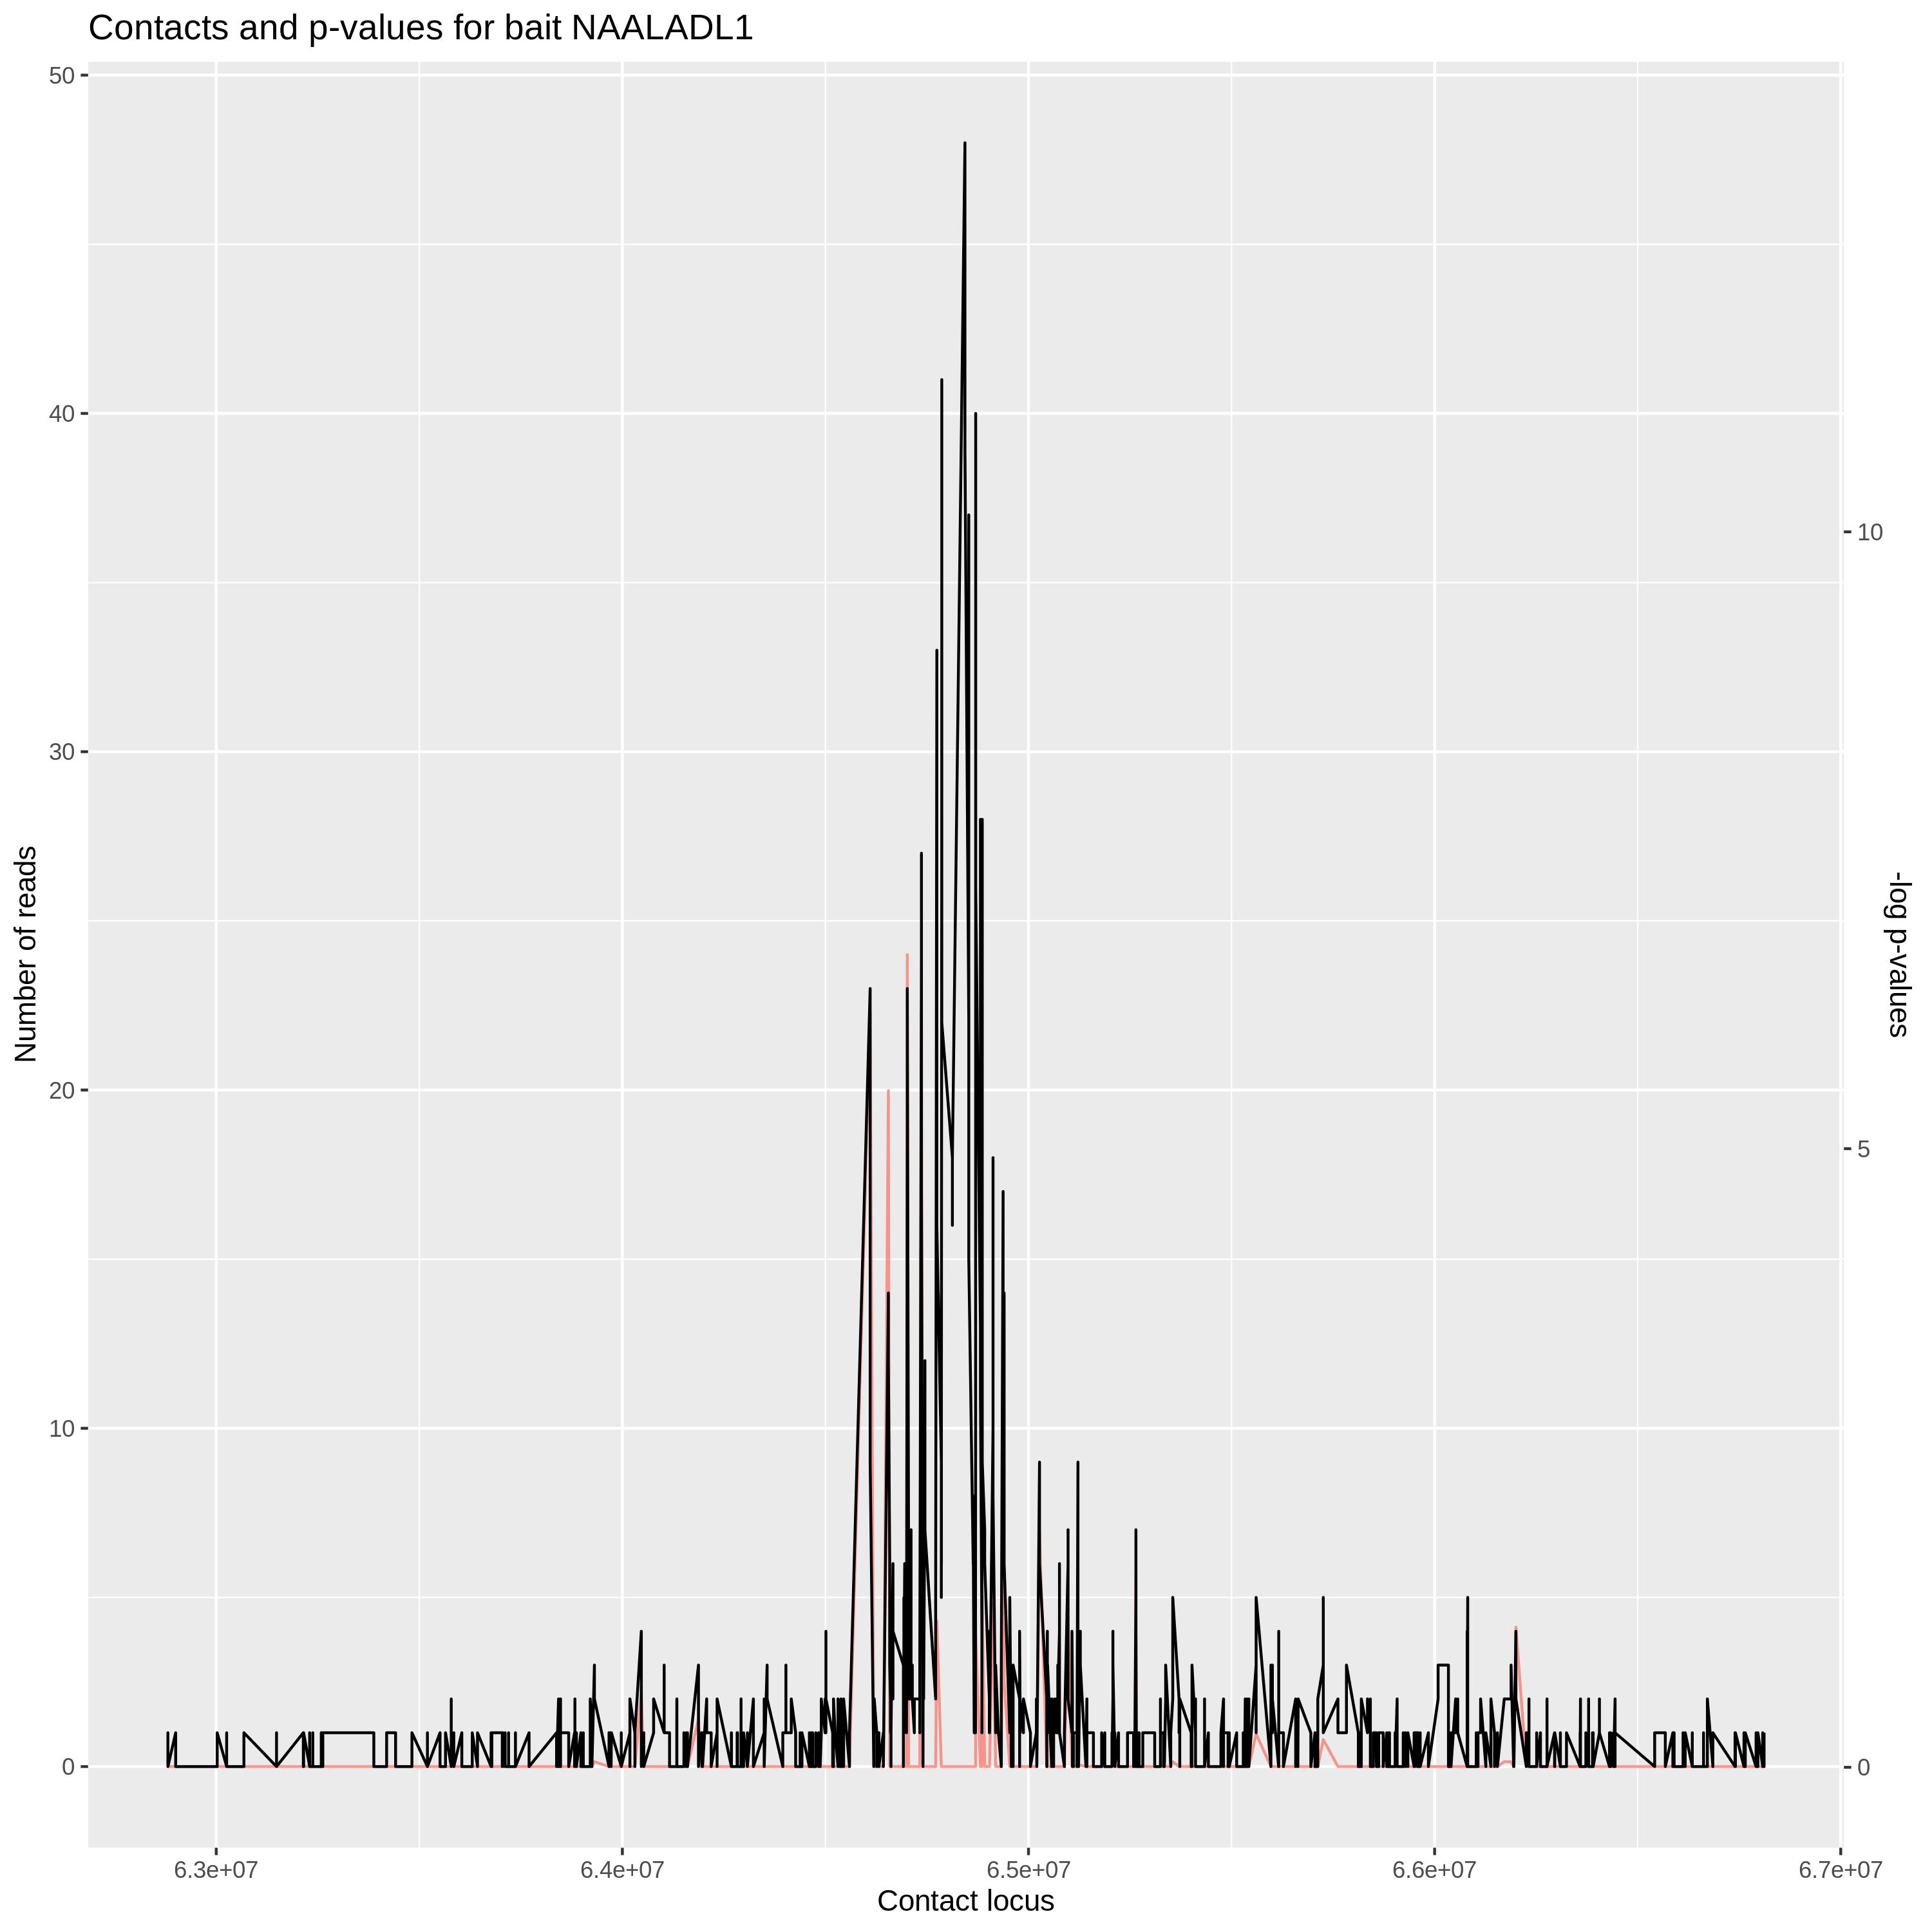 Contacts and p-values for bait NAALADL1
50
40
30
20
10
0
Number of reads
10
5
0
-log p-values
6.3e+07
6.4e+07
6.5e+07
6.6e+07
6.7e+07
Contact locus